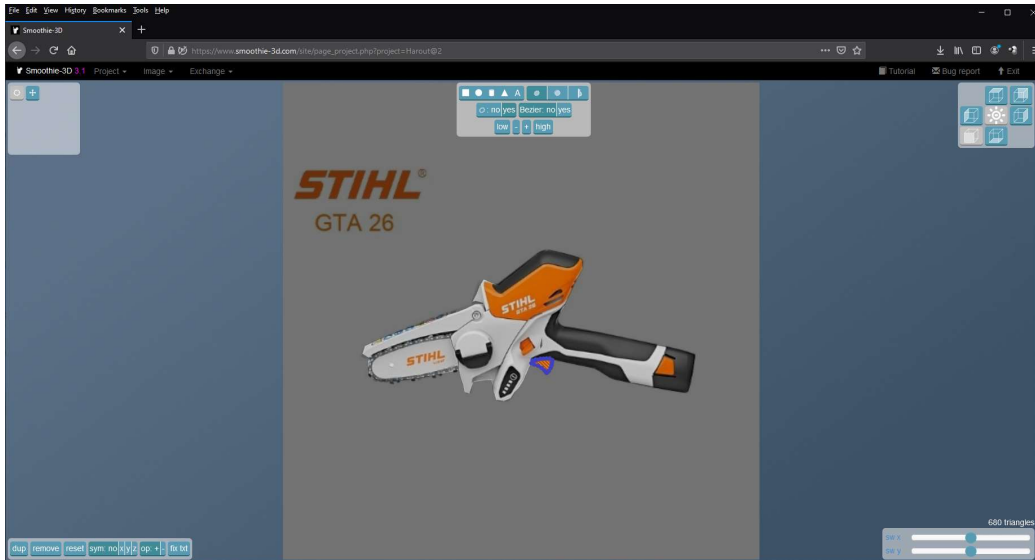 File Edit View History Bookmarks Tools Help
Smoothie-3D
https://www.smoothie-3d.com/site/page_project.php?project=Harout@2
Smoothie-3D 3.1 Project Image Exchange Tutorial Bug report Exit
A
no yes Bezier: no yes
low - + high
STIHL®
GTA 26
STIHL
GTA 26
STIHL
680 triangles
sw x
sw y
dup remove reset sym: no x y z op: + - fix txt